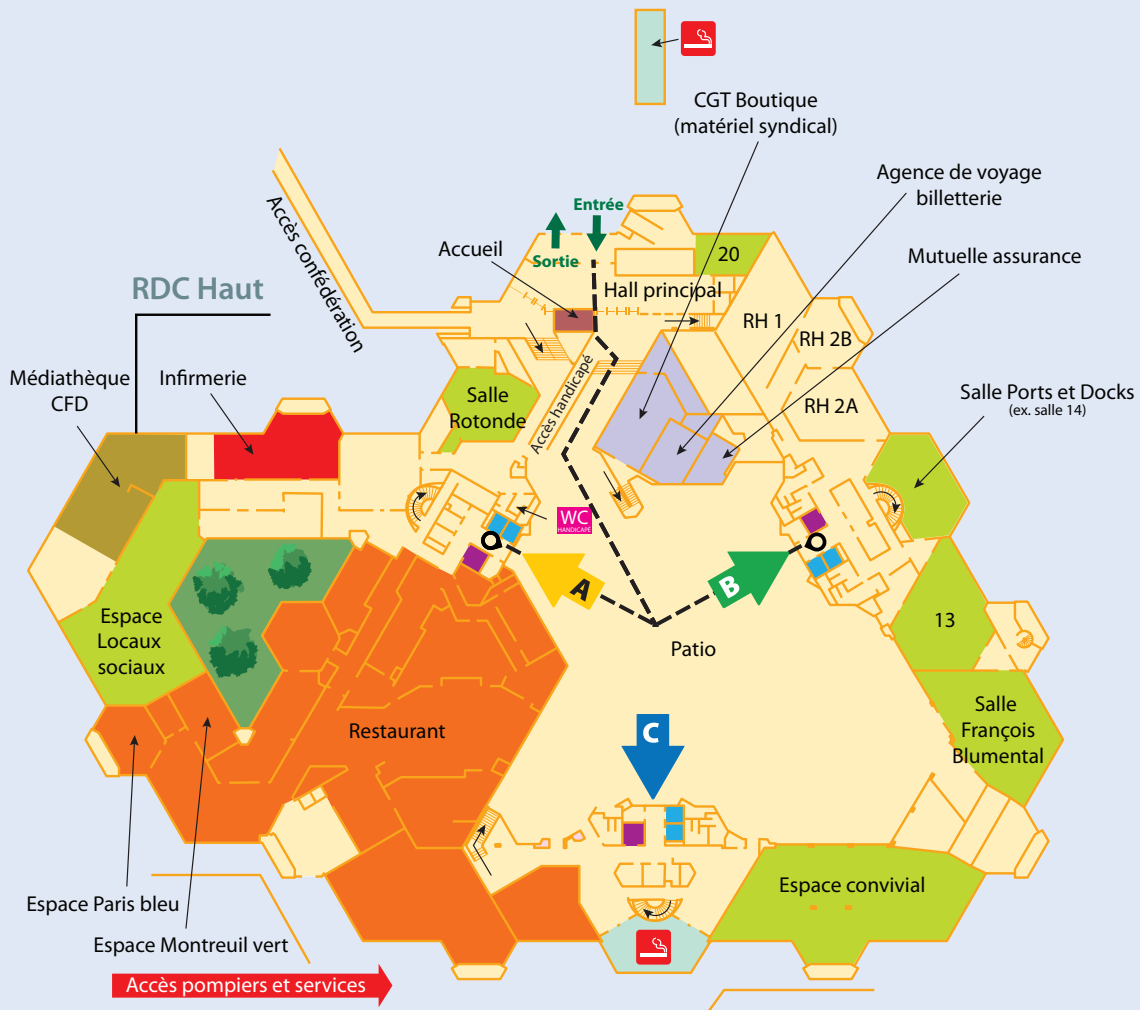 CGT Boutique
(matériel syndical)
Agence de voyage
billetterie
Mutuelle assurance
Accès confédération
Entrée
Sortie
Accueil
Hall principal
20
RDC Haut
RH 1
RH 2B
RH 2A
Médiathèque
CFD
Infirmerie
Salle
Rotonde
Accès handicapé
Salle Ports et Docks
(ex. salle 14)
WC
HANDICAPÉ
A
B
Espace
Locaux
sociaux
13
Patio
Restaurant
C
Salle
François
Blumental
Espace convivial
Espace Paris bleu
Espace Montreuil vert
Accès pompiers et services